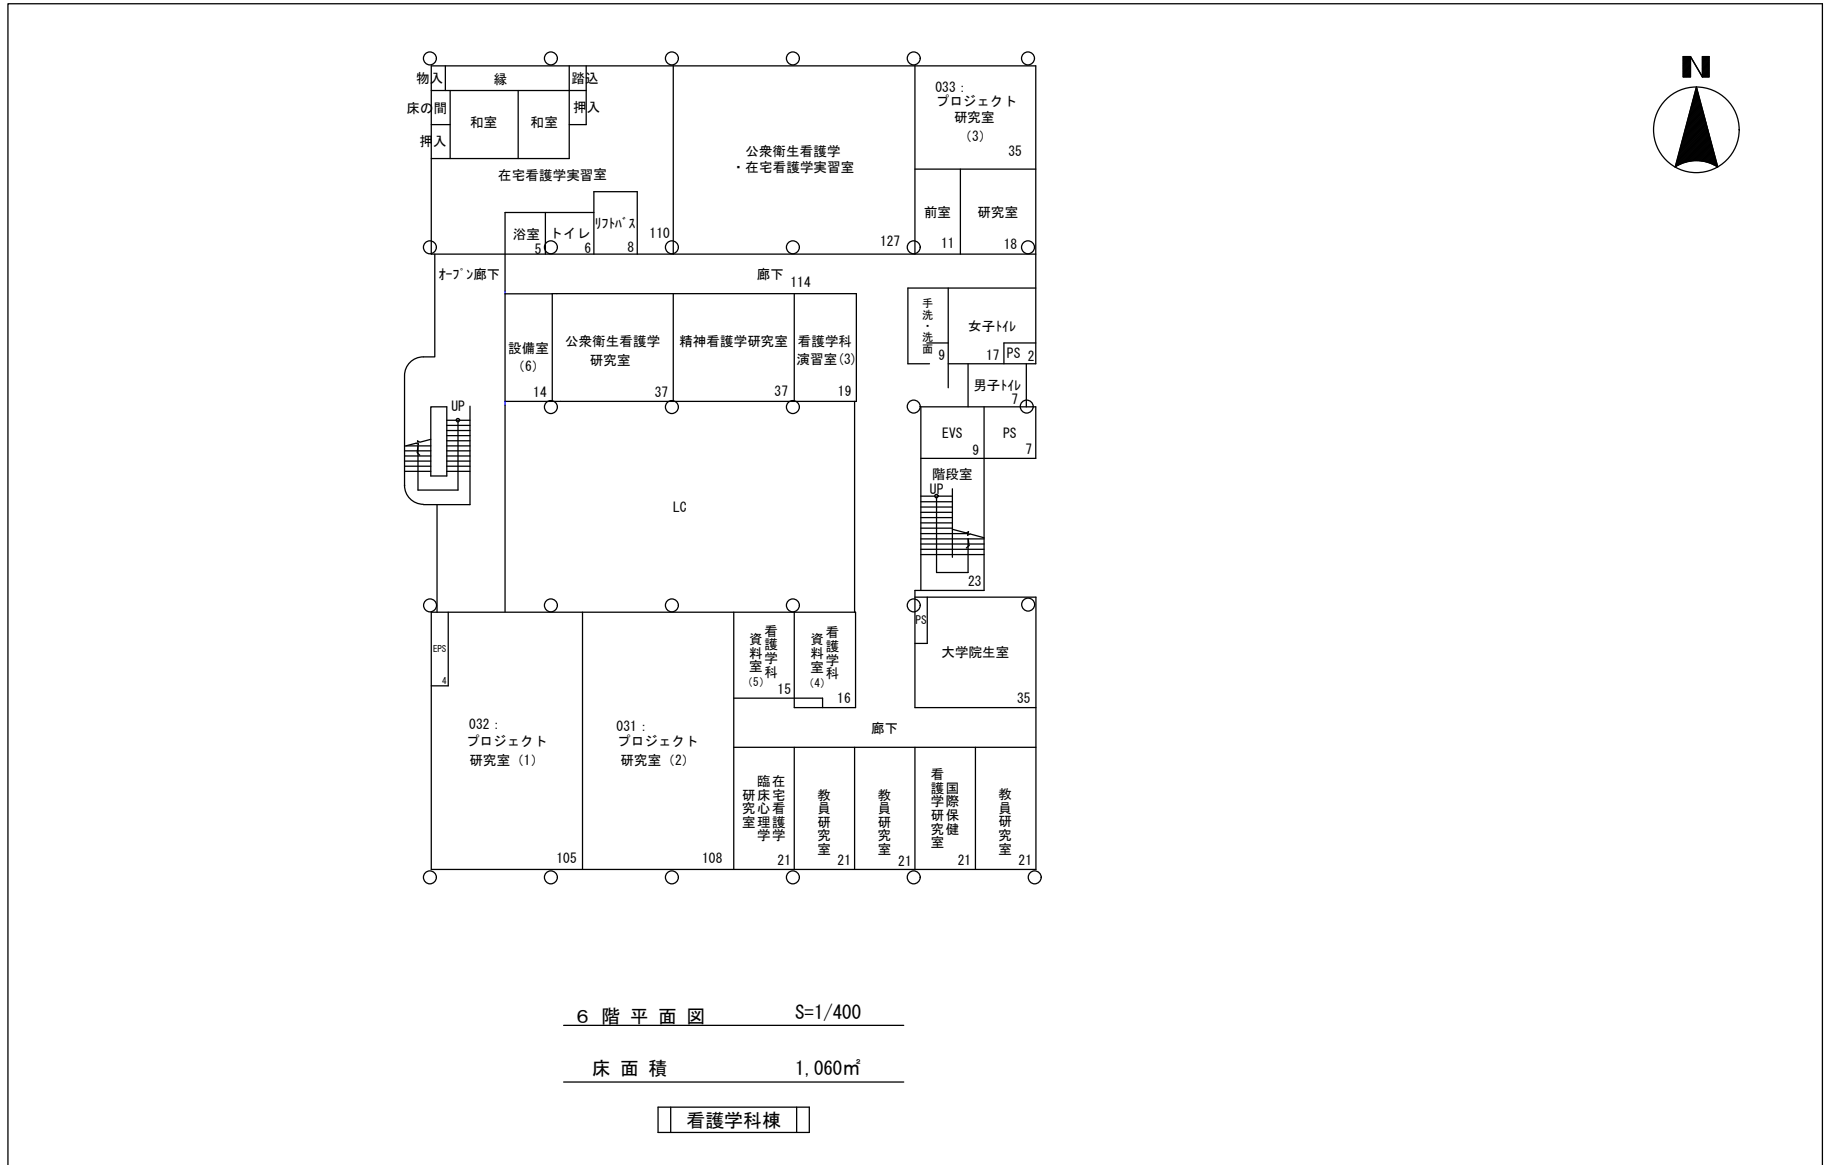 N
物入
縁
踏込
床の間
和室
和室
押入
押入
在宅看護学実習室
浴室
5
トイレ
6
ﾘﾌﾄﾊﾞｽ
8
110
公衆衛生看護学
・在宅看護学実習室
127
033：
プロジェクト
研究室
(3)
35
前室
11
研究室
18
ｵｰﾌﾟﾝ廊下
廊下
114
設備室
(6)
14
公衆衛生看護学
研究室
37
精神看護学研究室
37
看護学科
演習室(3)
19
手洗・洗面
9
女子ﾄｲﾚ
17
PS
2
男子ﾄｲﾚ
7
UP
EVS
9
PS
7
階段室
UP
23
LC
EPS
4
032：
プロジェクト
研究室(1)
105
031：
プロジェクト
研究室(2)
108
看護学科
資料室
(5)
15
看護学科
資料室
(4)
16
PS
大学院生室
35
廊下
在宅看護学
臨床心理学
研究室
21
教員研究室
21
教員研究室
21
国際保健
看護学研究室
21
教員研究室
21
6 階 平 面 図 S=1/400
床 面 積 1,060㎡
看護学科棟